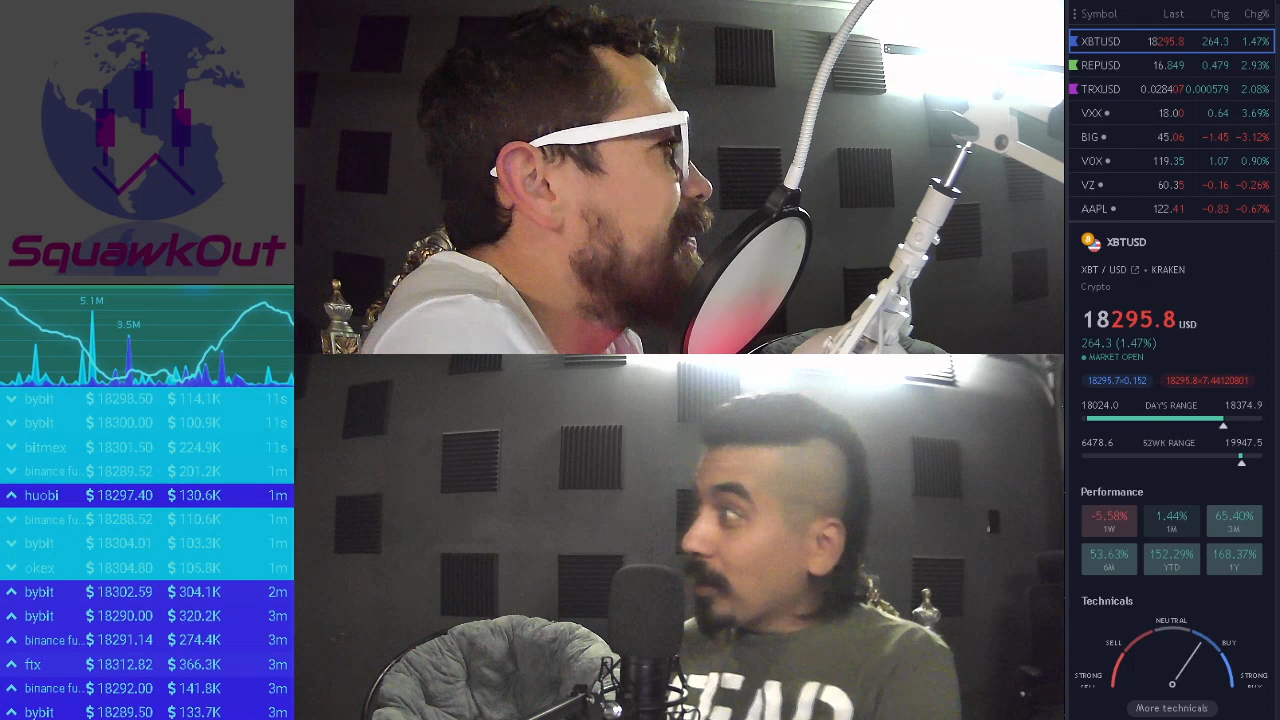 SquawkOut
5.1M
3.5M
bybit $ 18298.50 $ 114.1K 11s
bybit $ 18300.00 $ 100.9K 11s
bitmex $ 18301.50 $ 224.9K 11s
binance fu... $ 18289.52 $ 201.2K 1m
huobi $ 18297.40 $ 130.6K 1m
binance fu... $ 18288.52 $ 110.6K 1m
bybit $ 18304.01 $ 103.3K 1m
okex $ 18304.80 $ 105.8K 1m
bybit $ 18302.59 $ 304.1K 2m
bybit $ 18290.00 $ 320.2K 3m
binance fu... $ 18291.14 $ 274.4K 3m
ftx $ 18312.82 $ 366.3K 3m
binance fu... $ 18292.00 $ 141.8K 3m
bybit $ 18289.50 $ 133.7K 3m
Symbol Last Chg Chg%
XBTUSD 18295.8 264.3 1.47%
REPUSD 16.849 0.479 2.93%
TRXUSD 0.028407 0.000579 2.08%
VXX 18.00 0.64 3.69%
BIG 45.06 −1.45 −3.12%
VOX 119.35 1.07 0.90%
VZ 60.35 −0.16 −0.26%
AAPL 122.41 −0.83 −0.67%
XBTUSD
XBT / USD • KRAKEN
Crypto
18295.8 USD
264.3 (1.47%)
MARKET OPEN
18295.7×0.152 18295.8×7.44120801
18024.0 DAY'S RANGE 18374.9
6478.6 52WK RANGE 19947.5
Performance
-5.58% 1.44% 65.40%
1W 1M 3M
53.63% 152.29% 168.37%
6M YTD 1Y
Technicals
NEUTRAL
SELL BUY
STRONG STRONG
More technicals